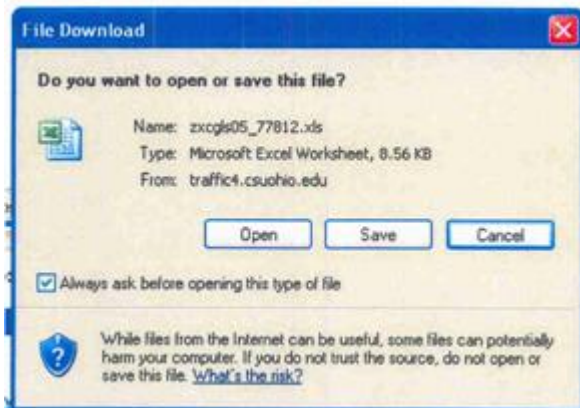 File Download
Do you want to open or save this file?
Name: zxcgls05_77812.xls
Type: Microsoft Excel Worksheet, 8.56 KB
From: traffic4.csuohio.edu
Open Save Cancel
Always ask before opening this type of file
While files from the Internet can be useful, some files can potentially
harm your computer. If you do not trust the source, do not open or
save this file. What's the risk?